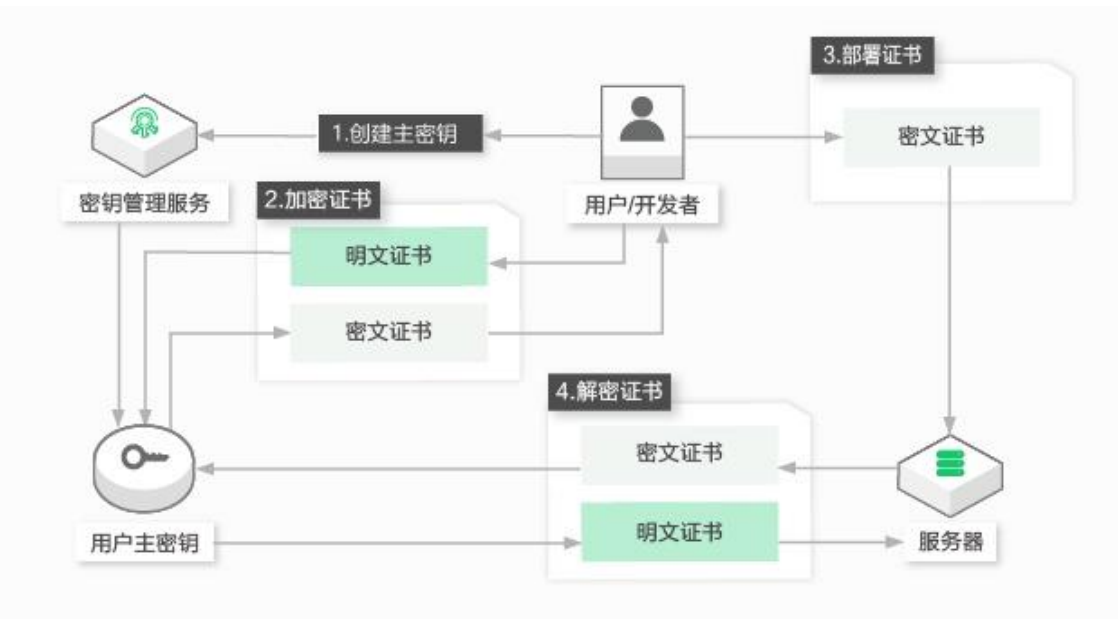 3.部署证书
密文证书
1.创建主密钥
密钥管理服务
用户/开发者
2.加密证书
明文证书
密文证书
4.解密证书
密文证书
明文证书
用户主密钥
服务器